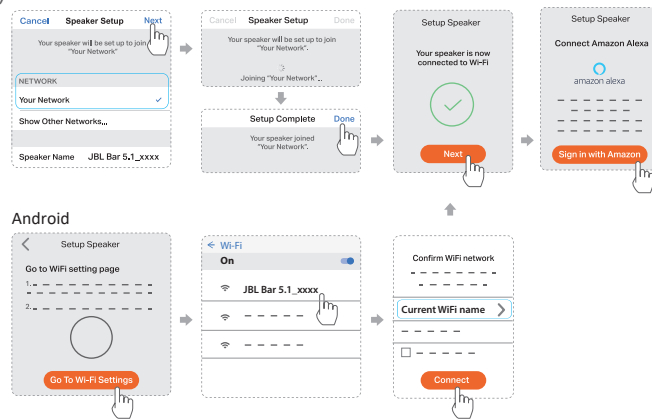 Cancel Speaker Setup Next
Your speaker will be set up to join
"Your Network"
NETWORK
Your Network
Show Other Networks...
Speaker Name JBL Bar 5.1_xxxx
Cancel Speaker Setup Done
Your speaker will be set up to join
"Your Network".
Joining "Your Network"...
Setup Complete Done
Your speaker joined
"Your Network".
Setup Speaker
Your speaker is now
connected to Wi-Fi
Next
Setup Speaker
Connect Amazon Alexa
amazon alexa
Sign in with Amazon
Android
Setup Speaker
Go to WiFi setting page
1.
2.
Go To Wi-Fi Settings
Wi-Fi
On
JBL Bar 5.1_xxxx
Confirm WiFi network
Current WiFi name
Connect